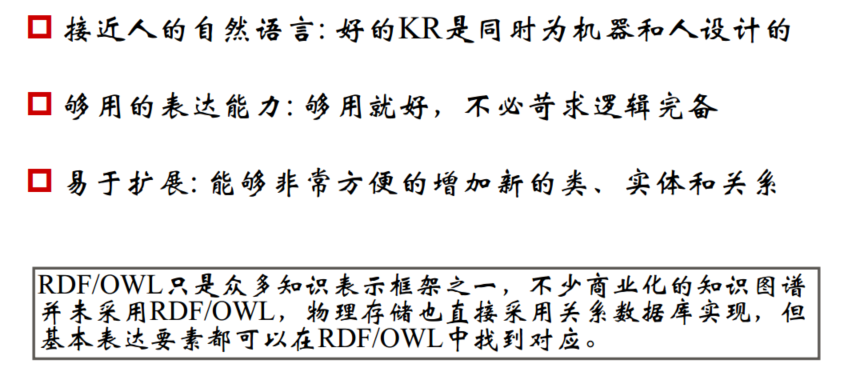 接近人的自然语言: 好的KR是同时为机器和人设计的
够用的表达能力: 够用就好，不必苛求逻辑完备
易于扩展: 能够非常方便的增加新的类、实体和关系
RDF/OWL只是众多知识表示框架之一，不少商业化的知识图谱
并未采用RDF/OWL，物理存储也直接采用关系数据库实现，但
基本表达要素都可以在RDF/OWL中找到对应。